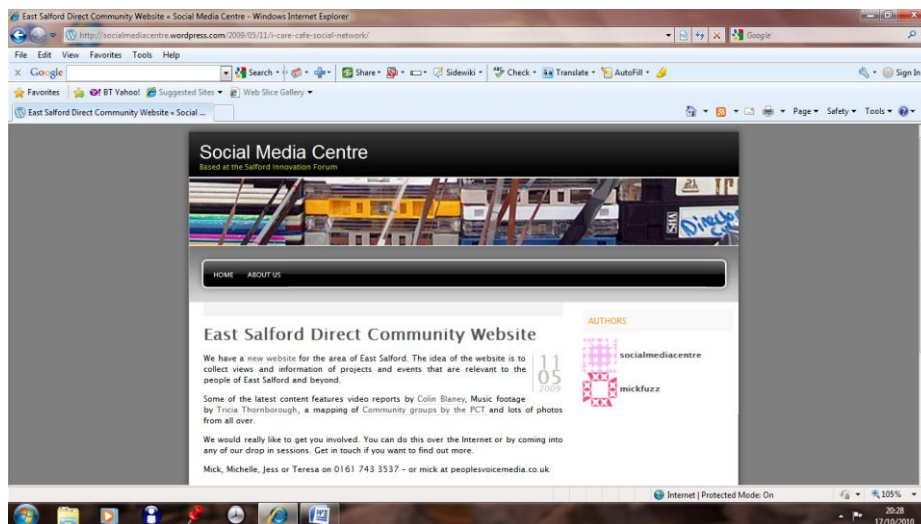 East Salford Direct Community Website « Social Media Centre - Windows Internet Explorer
http://socialmediacentre.wordpress.com/2009/05/11/i-care-cafe-social-network/
Google
File Edit View Favorites Tools Help
x Google Search Share Sidewiki Check Translate AutoFill Sign In
Favorites BT Yahoo! Suggested Sites Web Slice Gallery
East Salford Direct Community Website « Social ...
Page Safety Tools
Social Media Centre
Based at the Salford Innovation Forum
VHS
HOME ABOUT US
East Salford Direct Community Website
11
05
2009
We have a new website for the area of East Salford. The idea of the website is to
collect views and information of projects and events that are relevant to the
people of East Salford and beyond.
Some of the latest content features video reports by Colin Blaney, Music footage
by Tricia Thornborough, a mapping of Community groups by the PCT and lots of photos
from all over.
We would really like to get you involved. You can do this over the Internet or by coming into
any of our drop in sessions. Get in touch if you want to find out more.
Mick, Michelle, Jess or Teresa on 0161 743 3537 – or mick at peoplesvoicemedia.co.uk
AUTHORS
socialmediacentre
mickfuzz
Internet | Protected Mode: On
105%
20:28
17/10/2010